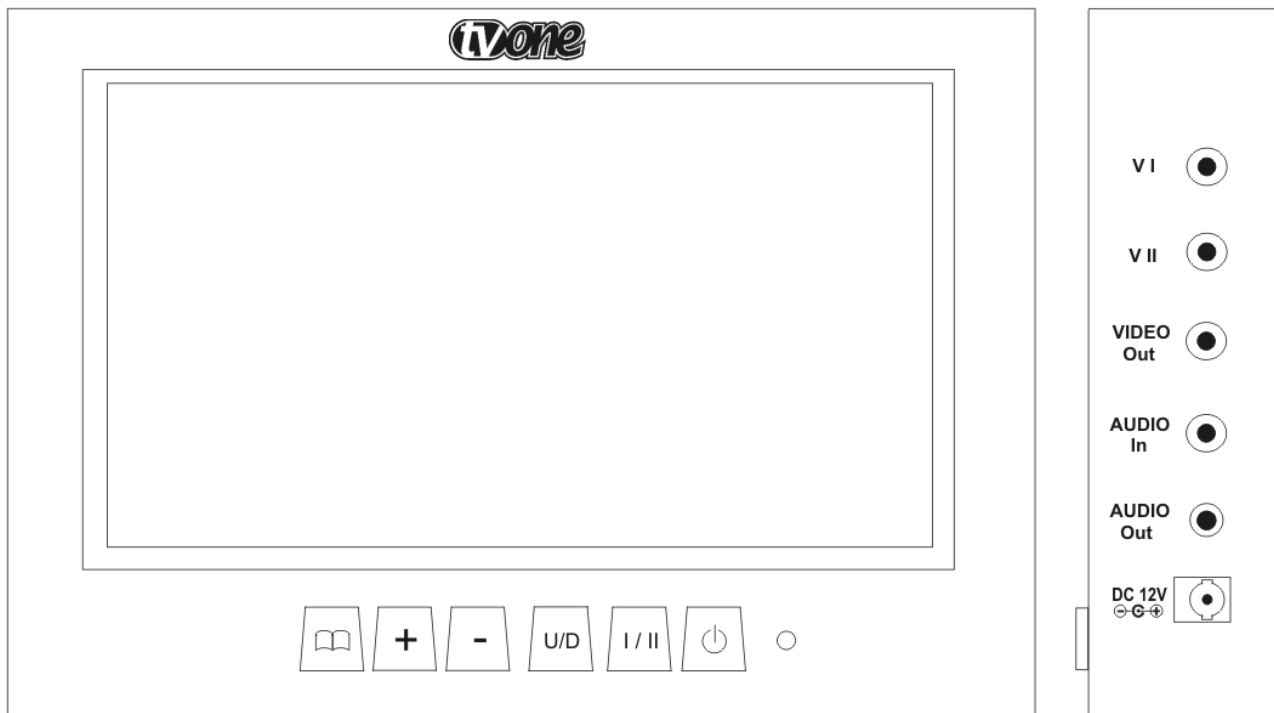 tvone
V I
V II
VIDEO
Out
AUDIO
In
AUDIO
Out
DC 12V
- C +
+ - U/D I / II